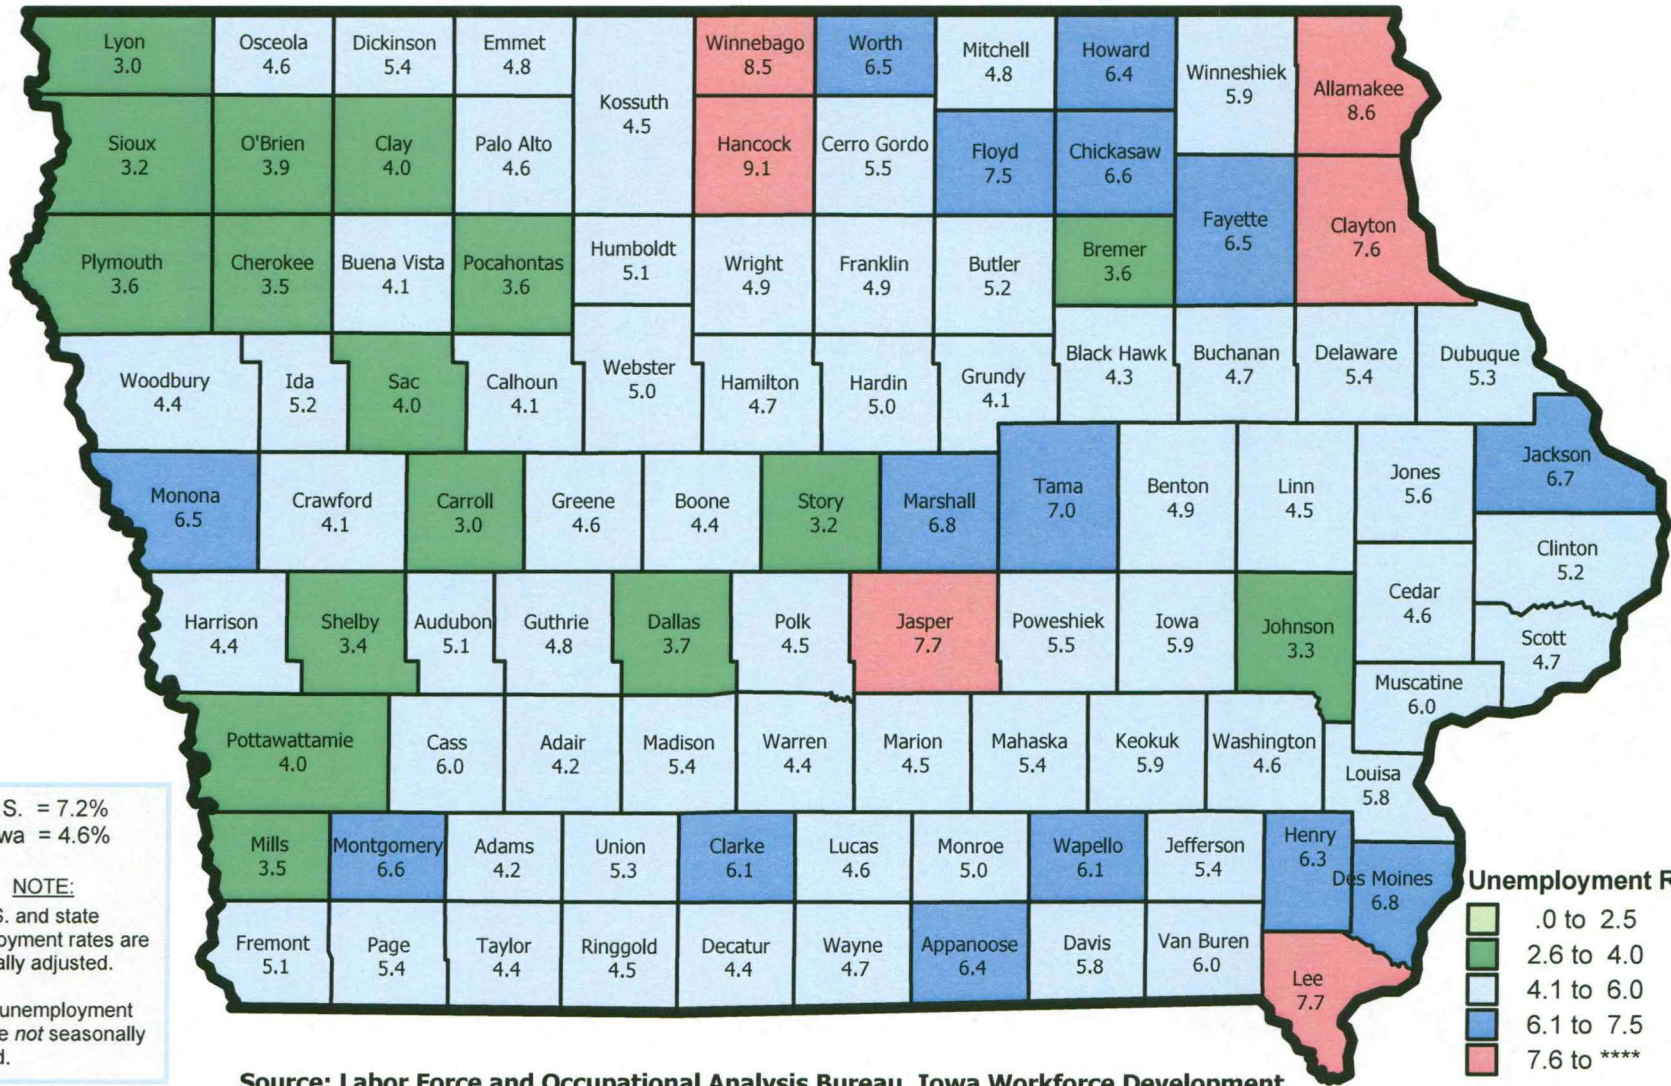 Lyon
3.0
Osceola
4.6
Dickinson
5.4
Emmet
4.8
Kossuth
4.5
Winnebago
8.5
Worth
6.5
Mitchell
4.8
Howard
6.4
Winneshiek
5.9
Allamakee
8.6
Sioux
3.2
O'Brien
3.9
Clay
4.0
Palo Alto
4.6
Hancock
9.1
Cerro Gordo
5.5
Floyd
7.5
Chickasaw
6.6
Fayette
6.5
Clayton
7.6
Plymouth
3.6
Cherokee
3.5
Buena Vista
4.1
Pocahontas
3.6
Humboldt
5.1
Wright
4.9
Franklin
4.9
Butler
5.2
Bremer
3.6
Woodbury
4.4
Ida
5.2
Sac
4.0
Calhoun
4.1
Webster
5.0
Hamilton
4.7
Hardin
5.0
Grundy
4.1
Black Hawk
4.3
Buchanan
4.7
Delaware
5.4
Dubuque
5.3
Monona
6.5
Crawford
4.1
Carroll
3.0
Greene
4.6
Boone
4.4
Story
3.2
Marshall
6.8
Tama
7.0
Benton
4.9
Linn
4.5
Jones
5.6
Jackson
6.7
Clinton
5.2
Harrison
4.4
Shelby
3.4
Audubon
5.1
Guthrie
4.8
Dallas
3.7
Polk
4.5
Jasper
7.7
Poweshiek
5.5
Iowa
5.9
Johnson
3.3
Cedar
4.6
Scott
4.7
Muscatine
6.0
Pottawattamie
4.0
Cass
6.0
Adair
4.2
Madison
5.4
Warren
4.4
Marion
4.5
Mahaska
5.4
Keokuk
5.9
Washington
4.6
Louisa
5.8
Mills
3.5
Montgomery
6.6
Adams
4.2
Union
5.3
Clarke
6.1
Lucas
4.6
Monroe
5.0
Wapello
6.1
Jefferson
5.4
Henry
6.3
Des Moines
6.8
Fremont
5.1
Page
5.4
Taylor
4.4
Ringgold
4.5
Decatur
4.4
Wayne
4.7
Appanoose
6.4
Davis
5.8
Van Buren
6.0
Lee
7.7
S. = 7.2%
wa = 4.6%
NOTE:
S. and state
oyment rates are
ally adjusted.
unemployment
e not seasonally
d.
Unemployment R
.0 to 2.5
2.6 to 4.0
4.1 to 6.0
6.1 to 7.5
7.6 to ****
Source: Labor Force and Occupational Analysis Bureau, Iowa Workforce Development